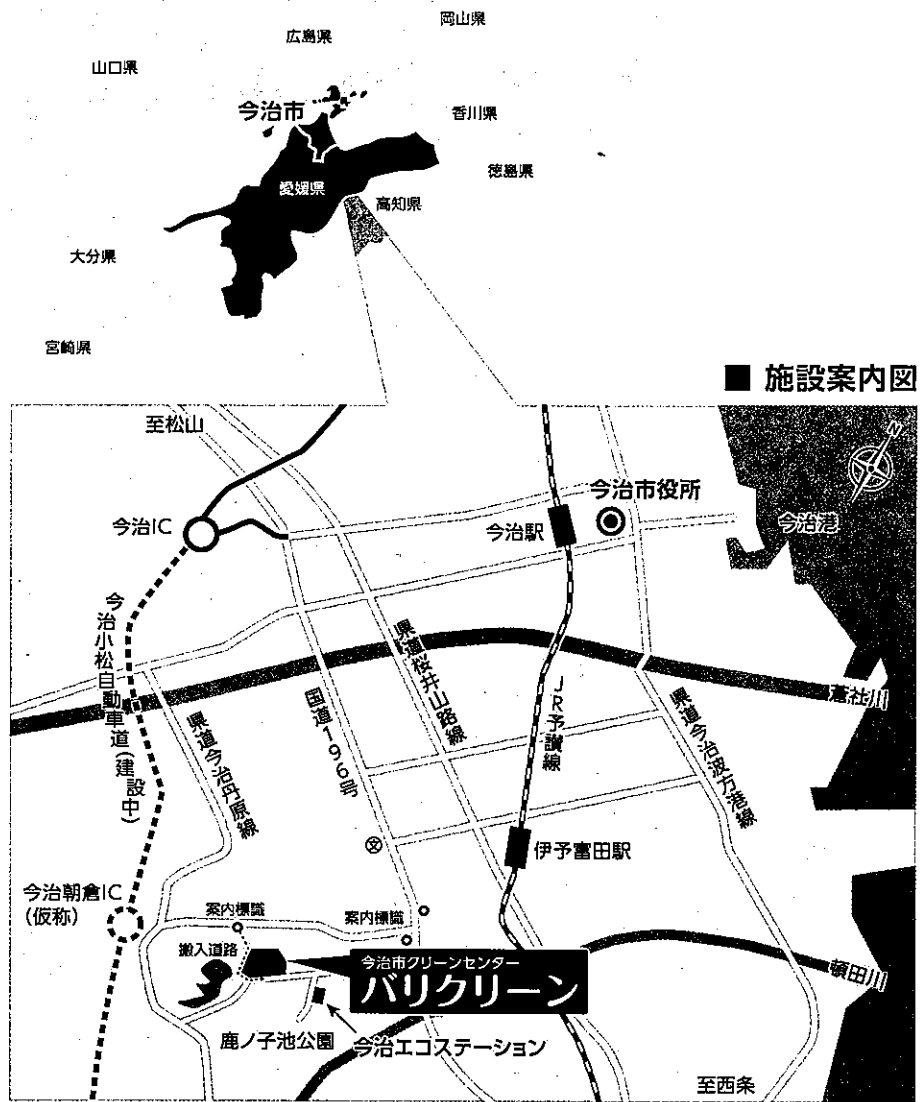 岡山県
広島県
山口県
今治市
香川県
徳島県
愛媛県
高知県
大分県
宮崎県
■ 施設案内図
至松山
N
今治市役所
今治IC
今治駅
今治港
今治小松自動車道(建設中)
県道桜井山路線
蒼社川
JR予讃線
国道196号
県道今治丹原線
県道今治波方港線
文
伊予富田駅
今治朝倉IC
(仮称)
案内標識
案内標識
搬入道路
今治市クリーンセンター
バリクリーン
頓田川
鹿ノ子池公園
今治エコステーション
至西条